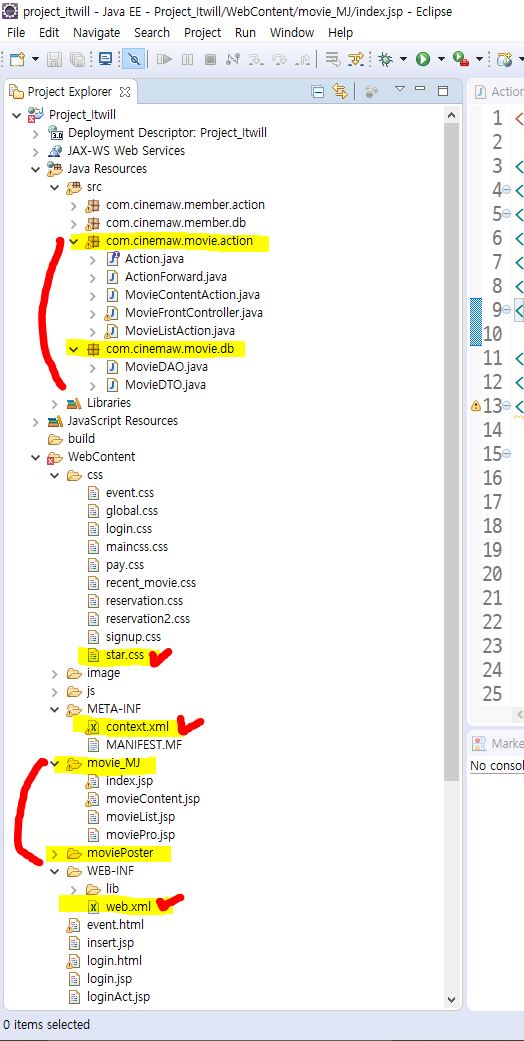 project_itwill - Java EE - Project_Itwill/WebContent/movie_MJ/index.jsp - Eclipse
File Edit Navigate Search Project Run Window Help
Project Explorer
Action
Project_Itwill
Deployment Descriptor: Project_Itwill
JAX-WS Web Services
Java Resources
src
com.cinemaw.member.action
com.cinemaw.member.db
com.cinemaw.movie.action
Action.java
ActionForward.java
MovieContentAction.java
MovieFrontController.java
MovieListAction.java
com.cinemaw.movie.db
MovieDAO.java
MovieDTO.java
Libraries
JavaScript Resources
build
WebContent
css
event.css
global.css
login.css
maincss.css
pay.css
recent_movie.css
reservation.css
reservation2.css
signup.css
star.css
image
js
META-INF
context.xml
MANIFEST.MF
movie_MJ
index.jsp
movieContent.jsp
movieList.jsp
moviePro.jsp
moviePoster
WEB-INF
lib
web.xml
event.html
insert.jsp
login.html
login.jsp
loginAct.jsp
1 <
2
3 <
4 <
5 <
6 <
7 <
8 <
9 <
10
11 <
12 <
13 <
14
15
16
17
18
19
20
21
22
23
24
25
Marke
No consol
0 items selected